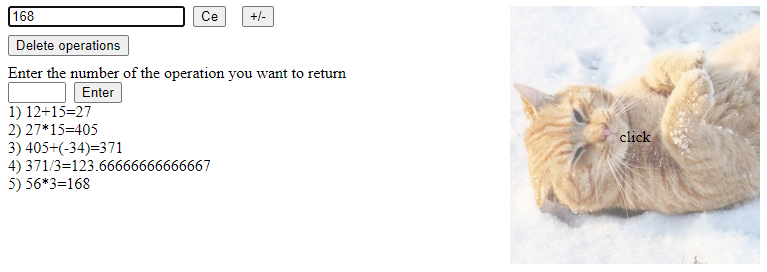 168 Ce +/-
Delete operations
Enter the number of the operation you want to return
Enter
1) 12+15=27
2) 27*15=405
3) 405+(-34)=371
4) 371/3=123.66666666666667
5) 56*3=168
click